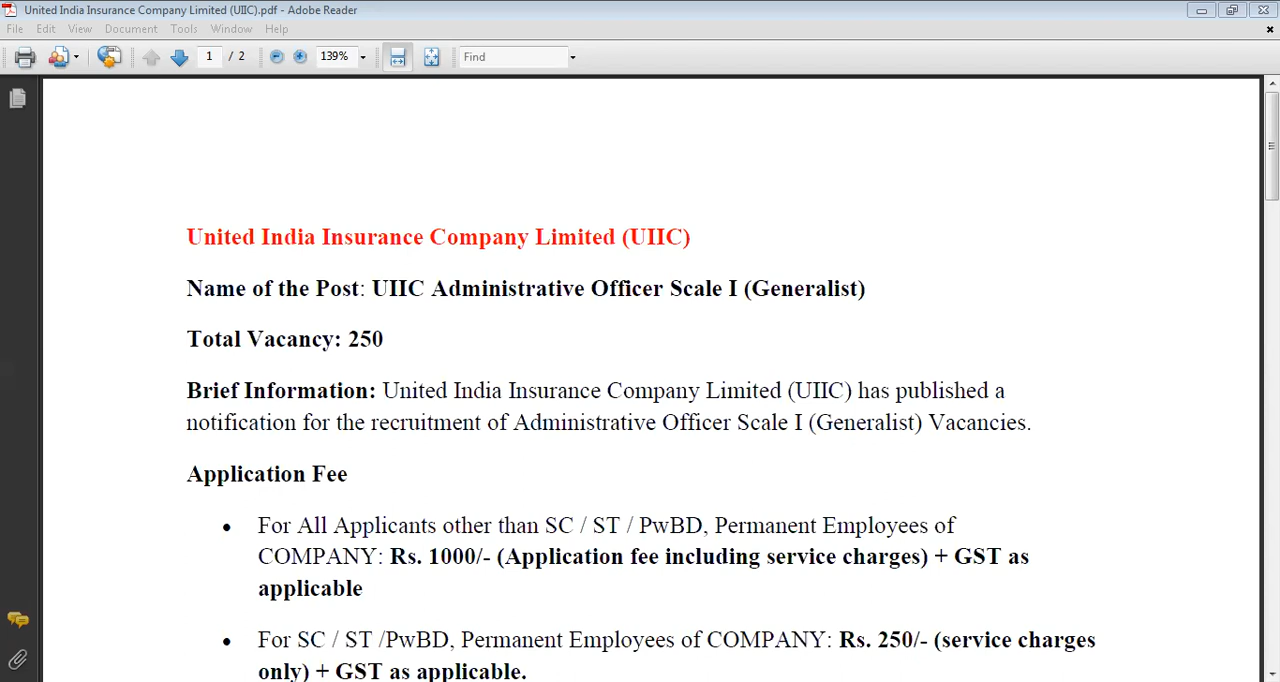 United India Insurance Company Limited (UIIC).pdf - Adobe Reader
File Edit View Document Tools Window Help
1 / 2 139% Find
United India Insurance Company Limited (UIIC)
Name of the Post: UIIC Administrative Officer Scale I (Generalist)
Total Vacancy: 250
Brief Information: United India Insurance Company Limited (UIIC) has published a
notification for the recruitment of Administrative Officer Scale I (Generalist) Vacancies.
Application Fee
• For All Applicants other than SC / ST / PwBD, Permanent Employees of
COMPANY: Rs. 1000/- (Application fee including service charges) + GST as
applicable
• For SC / ST /PwBD, Permanent Employees of COMPANY: Rs. 250/- (service charges
only) + GST as applicable.